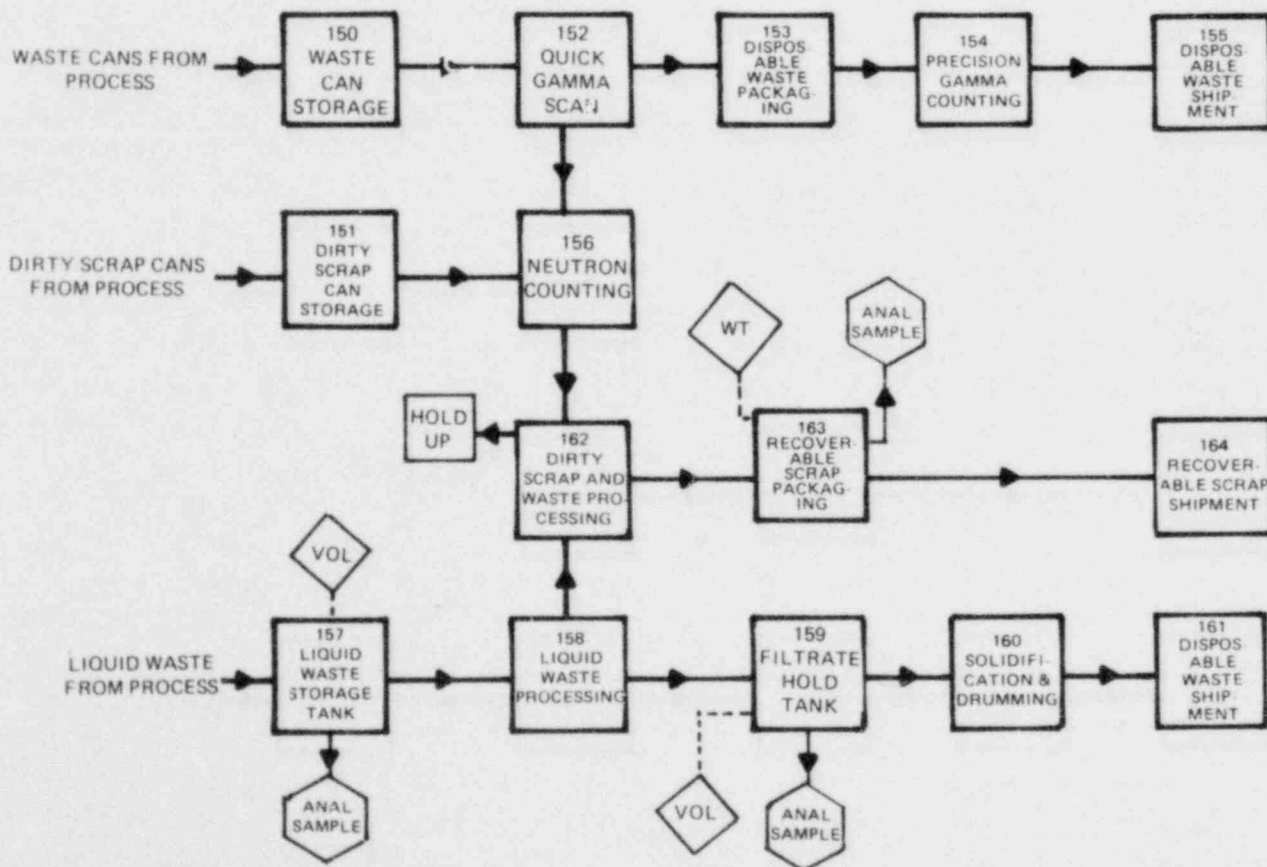 WASTE CANS FROM
PROCESS
150
WASTE
CAN
STORAGE
152
QUICK
GAMMA
SCAN
153
DISPOS-
ABLE
WASTE
PACKAG-
ING
154
PRECISION
GAMMA
COUNTING
155
DISPOS-
ABLE
WASTE
SHIP-
MENT
DIRTY SCRAP CANS
FROM PROCESS
151
DIRTY
SCRAP
CAN
STORAGE
156
NEUTRON
COUNTING
WT
ANAL
SAMPLE
HOLD
UP
162
DIRTY
SCRAP AND
WASTE PRO-
CESSING
163
RECOVER-
ABLE
SCRAP
PACKAG-
ING
164
RECOVER-
ABLE SCRAP
SHIPMENT
VOL
LIQUID WASTE
FROM PROCESS
157
LIQUID
WASTE
STORAGE
TANK
158
LIQUID
WASTE
PROCESSING
159
FILTRATE
HOLD
TANK
160
SOLIDIFI-
CATION &
DRUMMING
161
DISPOS-
ABLE
WASTE
SHIP-
MENT
ANAL
SAMPLE
VOL
ANAL
SAMPLE